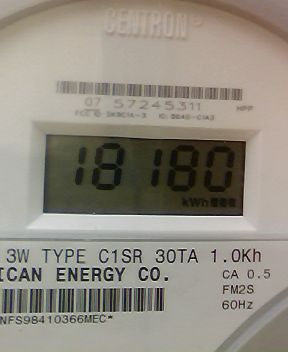 CENTRON®
07 57245311
18180
kWh
3W TYPE C1SR 30TA 1.0Kh
ICAN ENERGY CO.
CA 0.5
FM2S
60Hz
NFS98410366MEC*